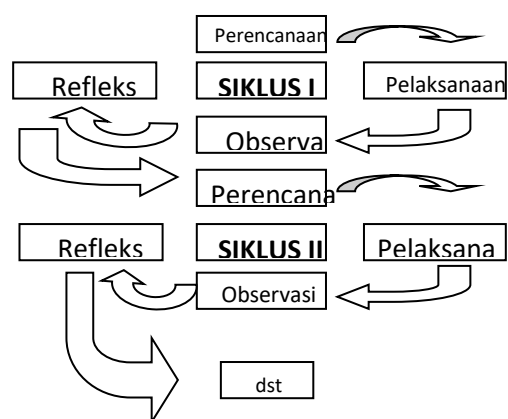 Perencanaan
Refleks
SIKLUS I
Pelaksanaan
Observa
Perencana
Refleks
SIKLUS II
Pelaksana
Observasi
dst